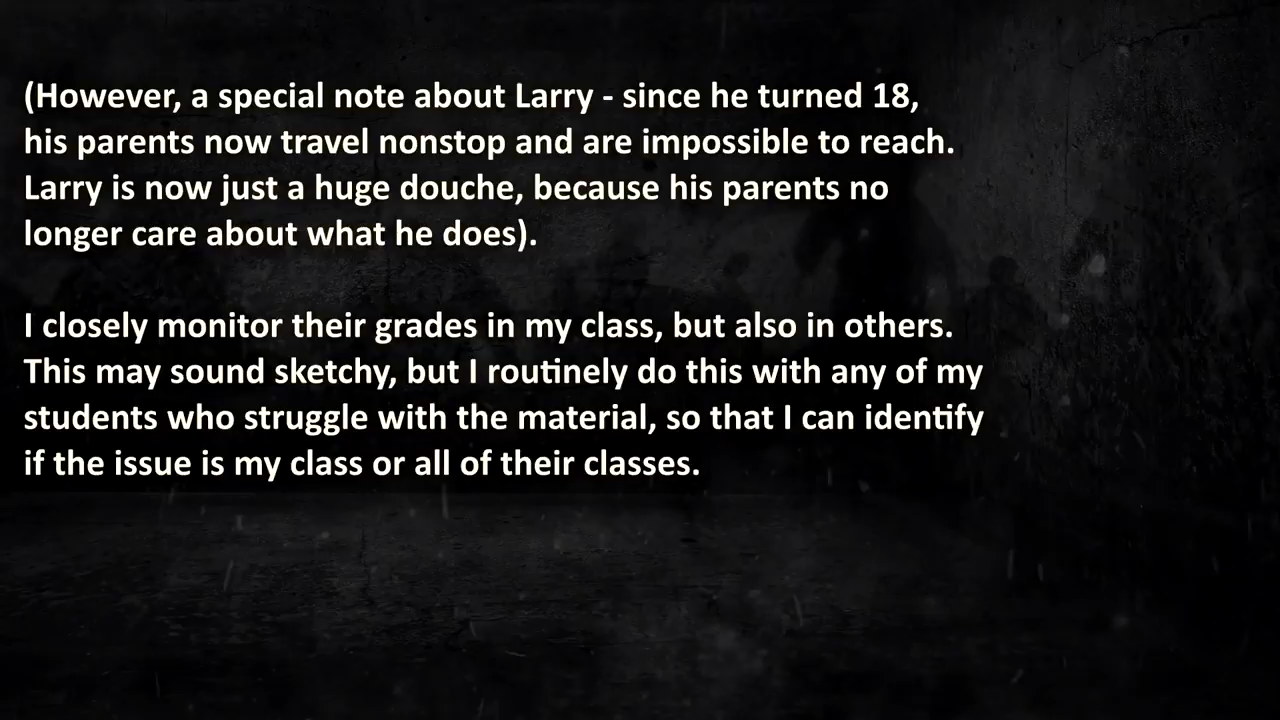 (However, a special note about Larry - since he turned 18,
his parents now travel nonstop and are impossible to reach.
Larry is now just a huge douche, because his parents no
longer care about what he does).
I closely monitor their grades in my class, but also in others.
This may sound sketchy, but I routinely do this with any of my
students who struggle with the material, so that I can identify
if the issue is my class or all of their classes.